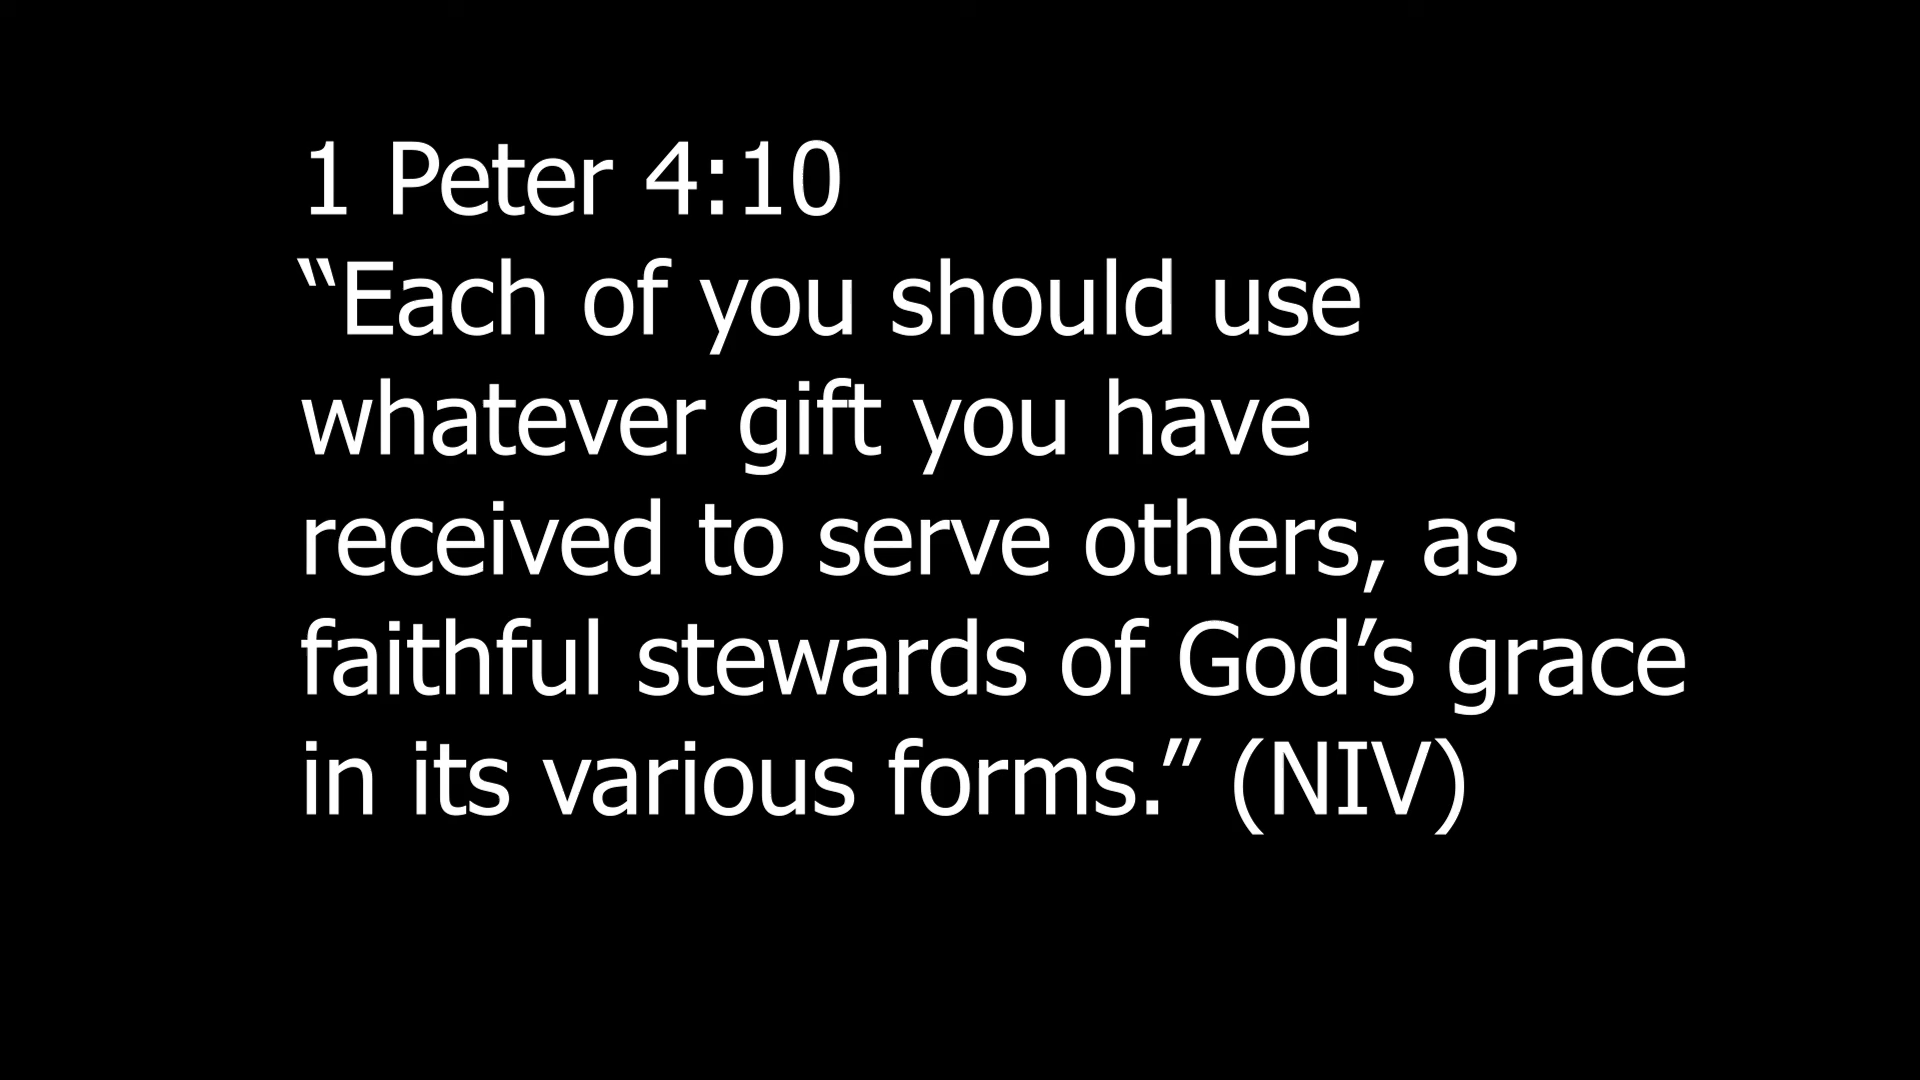 1 Peter 4:10
“Each of you should use
whatever gift you have
received to serve others, as
faithful stewards of God’s grace
in its various forms.” (NIV)